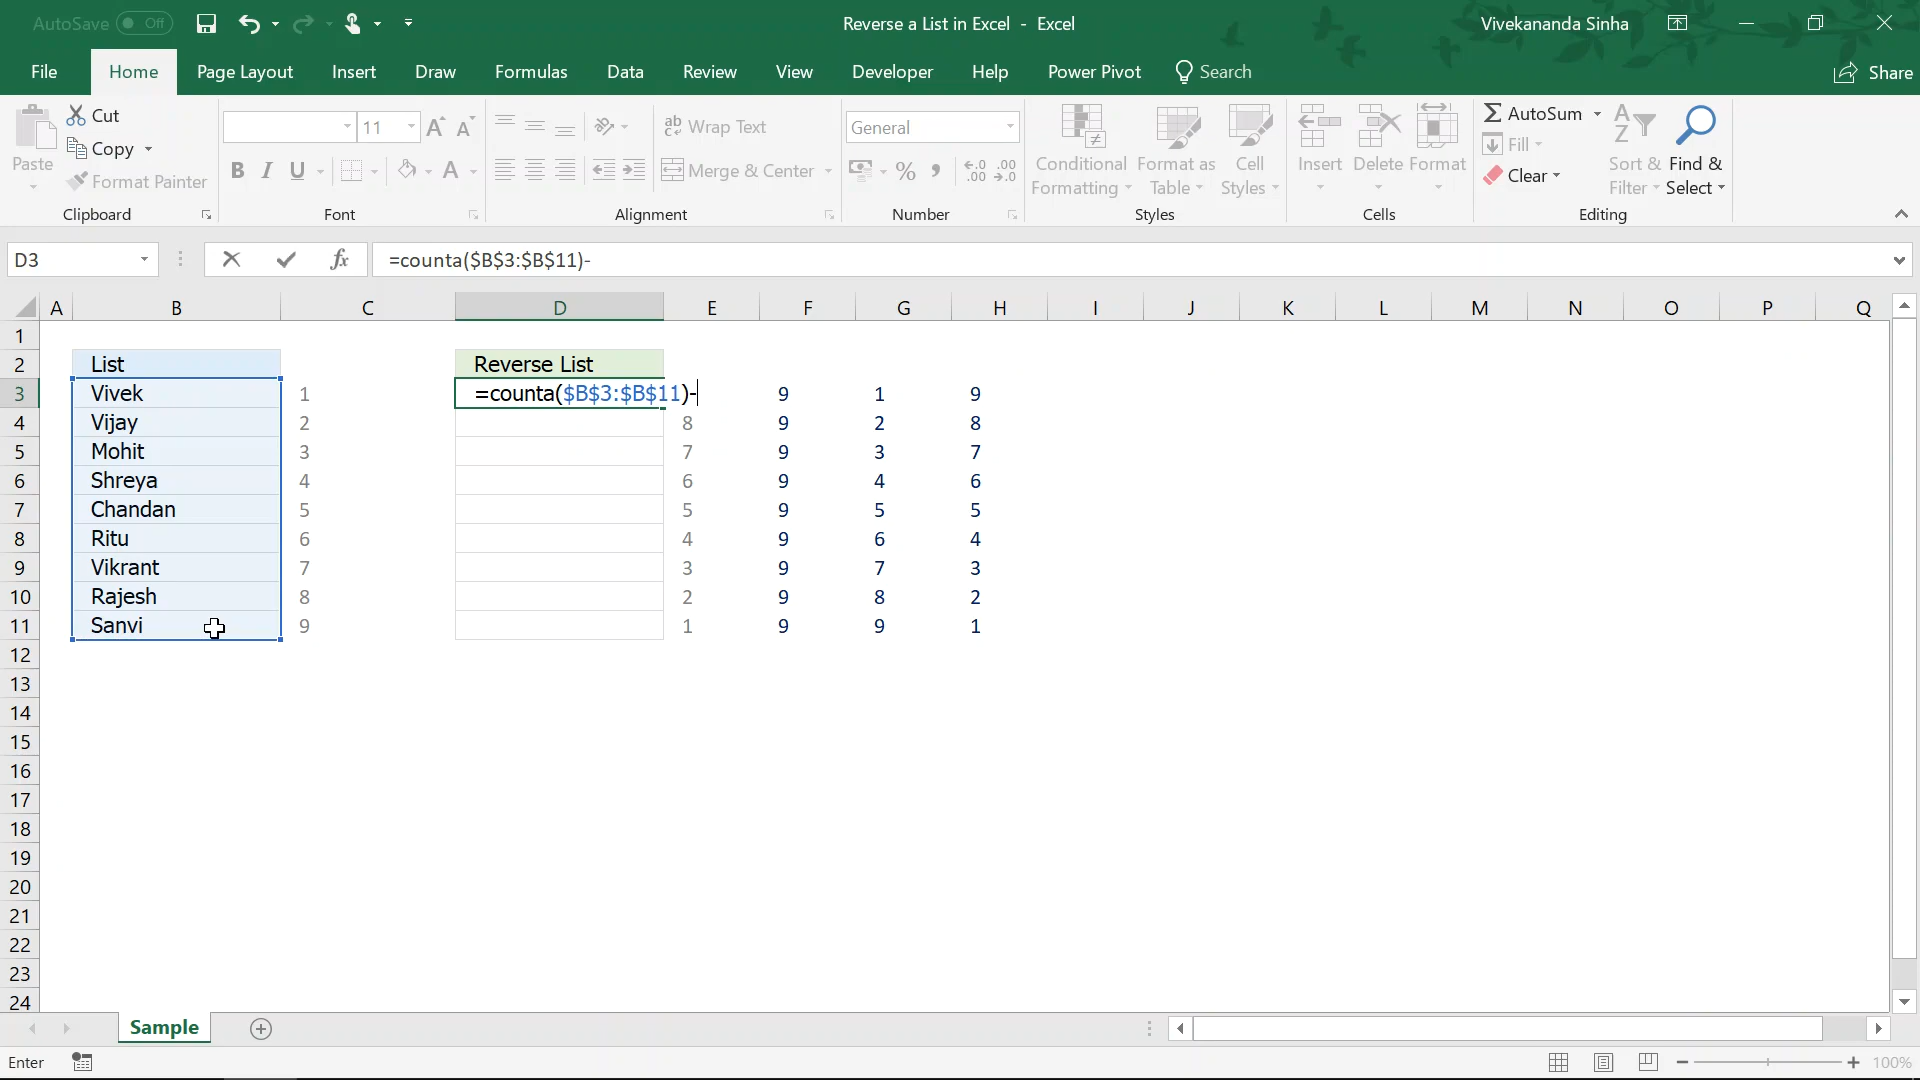 AutoSave Off
Reverse a List in Excel - Excel
Vivekananda Sinha
File Home Page Layout Insert Draw Formulas Data Review View Developer Help Power Pivot Search Share
Paste
Cut
Copy
Format Painter
Clipboard
11
B I U
Font
Wrap Text
Merge & Center
Alignment
General
Number
Conditional Formatting
Format as Table
Cell Styles
Styles
Insert Delete Format
Cells
AutoSum
Fill
Clear
Sort & Filter
Find & Select
Editing
D3 fx =counta($B$3:$B$11)-
A B C D E F G H I J K L M N O P Q
1
2 List Reverse List
3 Vivek 1 =counta($B$3:$B$11)- 9 1 9
4 Vijay 2 8 9 2 8
5 Mohit 3 7 9 3 7
6 Shreya 4 6 9 4 6
7 Chandan 5 5 9 5 5
8 Ritu 6 4 9 6 4
9 Vikrant 7 3 9 7 3
10 Rajesh 8 2 9 8 2
11 Sanvi 9 1 9 9 1
12
13
14
15
16
17
18
19
20
21
22
23
24
Sample
Enter 100%